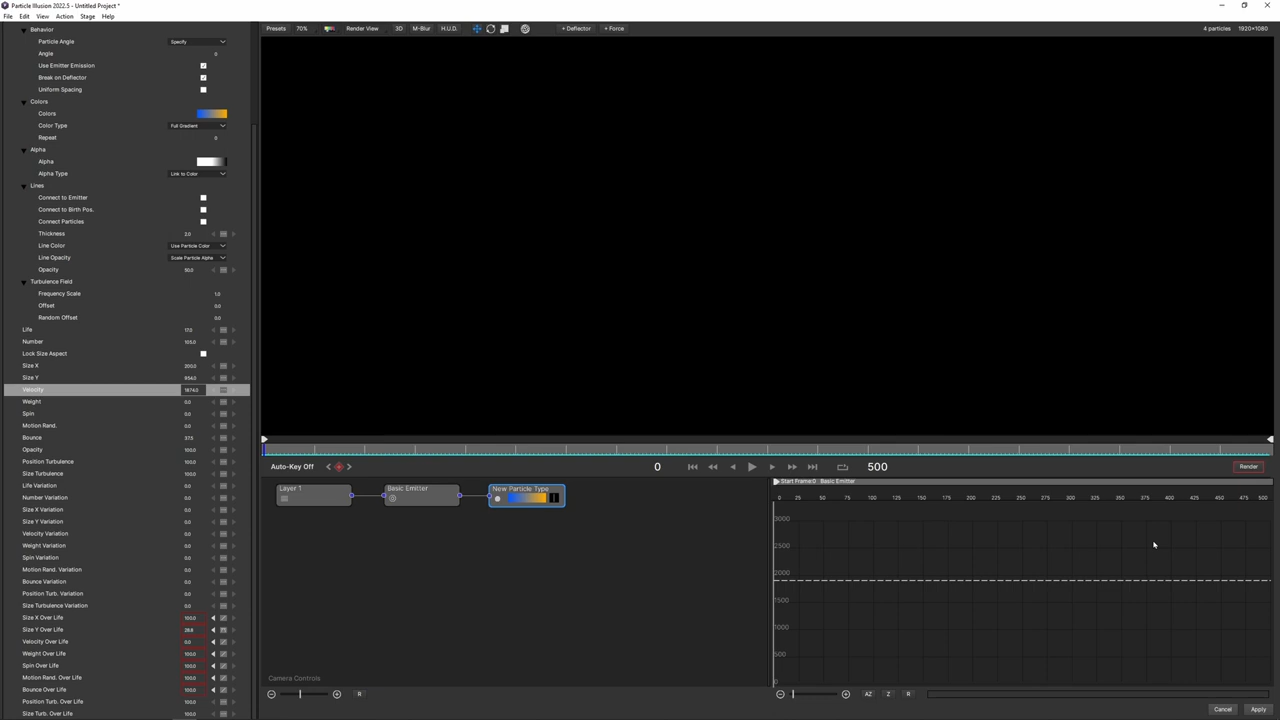 Particle Illusion 2022.5 - Untitled Project *
File Edit View Action Stage Help
Behavior
Particle Angle Specify
Angle 0
Use Emitter Emission
Break on Deflector
Uniform Spacing
Colors
Colors
Color Type Full Gradient
Repeat 0
Alpha
Alpha
Alpha Type Link to Color
Lines
Connect to Emitter
Connect to Birth Pos.
Connect Particles
Thickness 2.0
Line Color Use Particle Color
Line Opacity Scale Particle Alpha
Opacity 50.0
Turbulence Field
Frequency Scale 1.0
Offset 0.0
Random Offset 0.0
Life 17.0
Number 105.0
Lock Size Aspect
Size X 200.0
Size Y 954.0
Velocity 1874.0
Weight 0.0
Spin 0.0
Motion Rand. 0.0
Bounce 37.5
Opacity 100.0
Position Turbulence 100.0
Size Turbulence 100.0
Life Variation 0.0
Number Variation 0.0
Size X Variation 0.0
Size Y Variation 0.0
Velocity Variation 0.0
Weight Variation 0.0
Spin Variation 0.0
Motion Rand. Variation 0.0
Bounce Variation 0.0
Position Turb. Variation 0.0
Size Turbulence Variation 0.0
Size X Over Life 100.0
Size Y Over Life 28.8
Velocity Over Life 0.0
Weight Over Life 100.0
Spin Over Life 100.0
Motion Rand. Over Life 100.0
Bounce Over Life 100.0
Position Turb. Over Life 100.0
Size Turb. Over Life 100.0
Presets 70% Render View 3D M-Blur H.U.D. + Deflector + Force 4 particles 1920x1080
Auto-Key Off 0 500 Render
Layer 1 Basic Emitter New Particle Type
Camera Controls
R
Start Frame:0 Basic Emitter
0 25 50 75 100 125 150 175 200 225 250 275 300 325 350 375 400 425 450 475 500
3000
2500
2000
1500
1000
500
0
AZ Z R
Cancel Apply